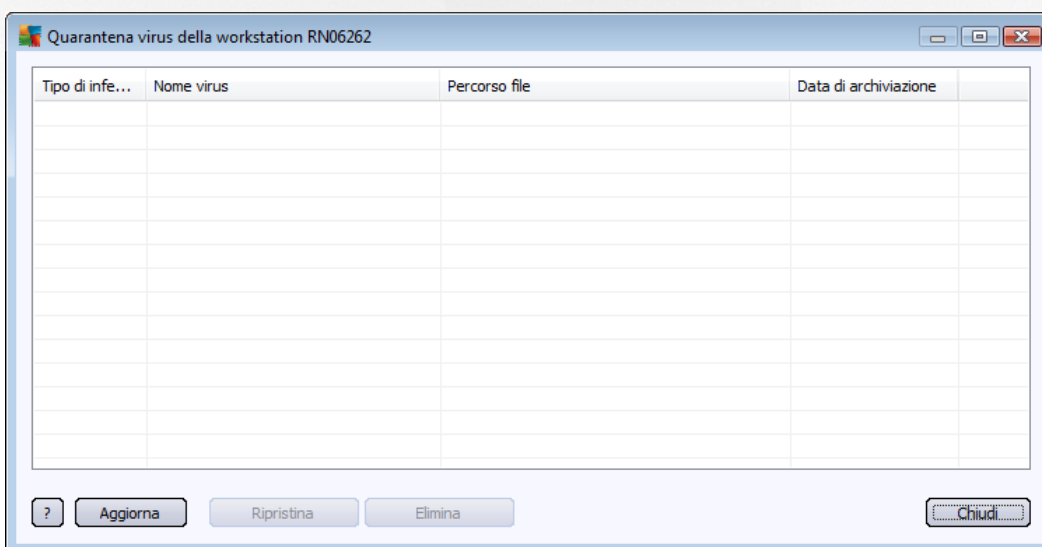 Quarantena virus della workstation RN06262
Tipo di infe... Nome virus Percorso file Data di archiviazione
? Aggiorna Ripristina Elimina Chiudi